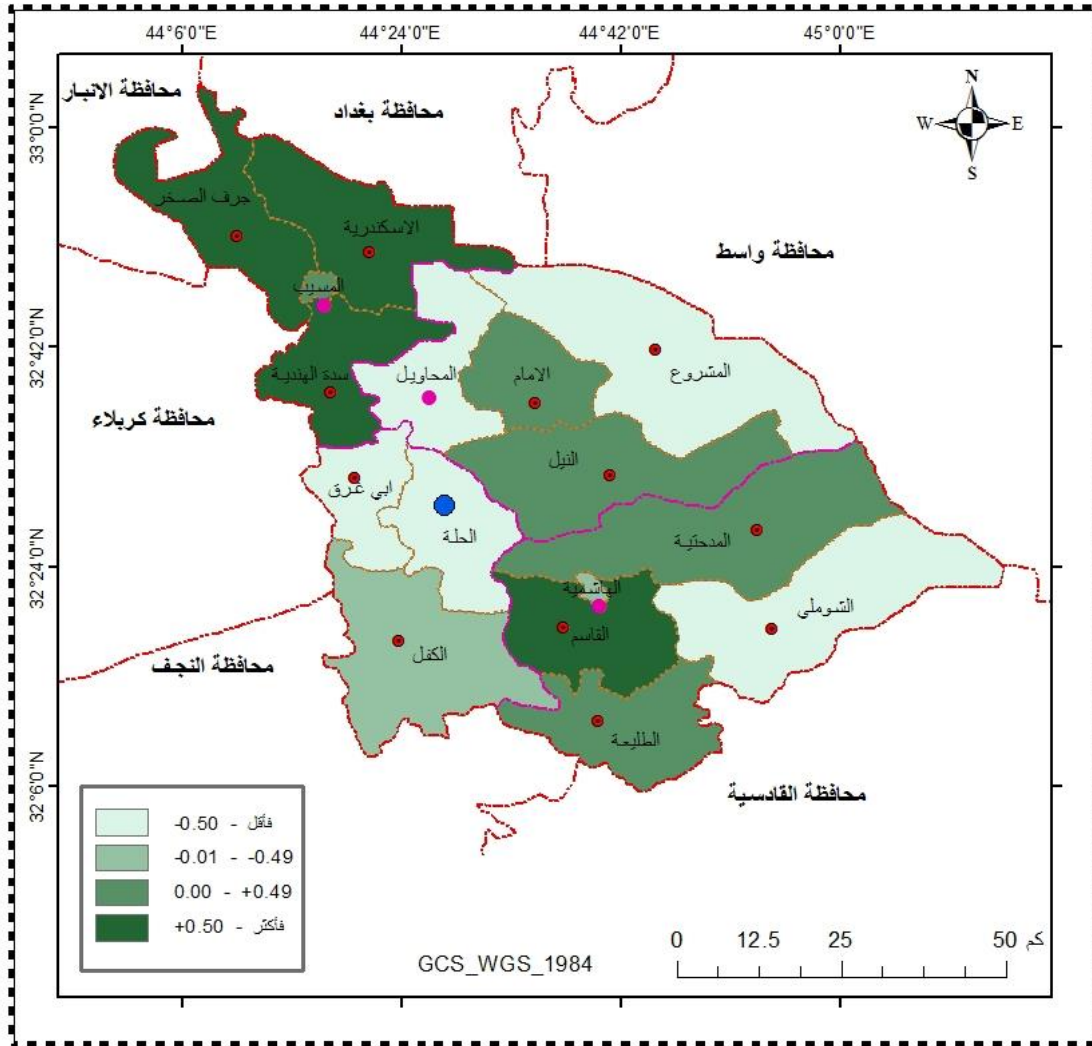 44°6'0"E
44°24'0"E
44°42'0"E
45°0'0"E
محافظة الانبار
محافظة بغداد
N
W
E
S
33°0'0"N
جرف الصخر
الاسكندرية
محافظة واسط
المسيب
32°42'0"N
سدة الهندية
المحاويل
الامام
المشروع
محافظة كربلاء
النيل
ابي غرق
الحلة
المدحتية
32°24'0"N
الهاشمية
القاسم
الشوملي
الكفل
محافظة النجف
الطليعة
32°6'0"N
محافظة القادسية
-0.50 - فأقل
-0.01 - -0.49
0.00 - +0.49
+0.50 - فأكثر
0 12.5 25 50 كم
GCS_WGS_1984